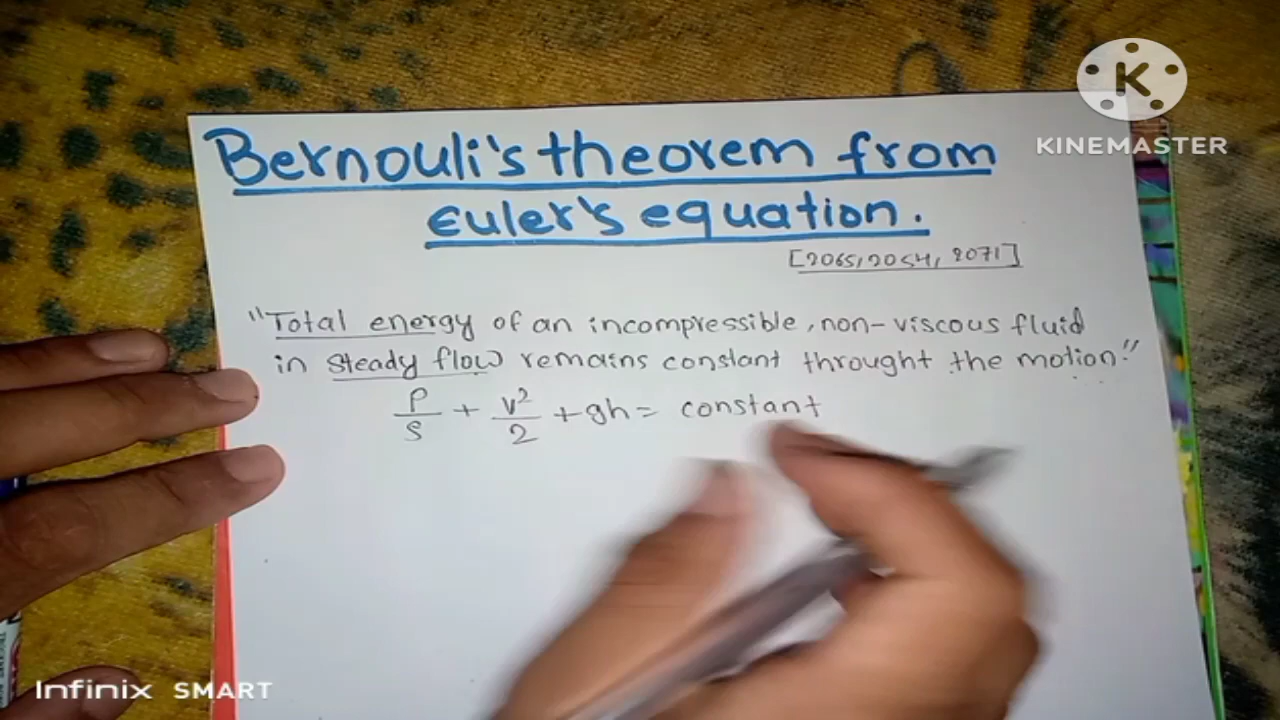 K
KINEMASTER
Bernouli's theorem from
Euler's equation.
[2065, 2054, 2071]
"Total energy of an incompressible, non-viscous fluid
in steady flow remains constant throught the motion."
P/ρ + v²/2 + gh = constant
Infinix SMART